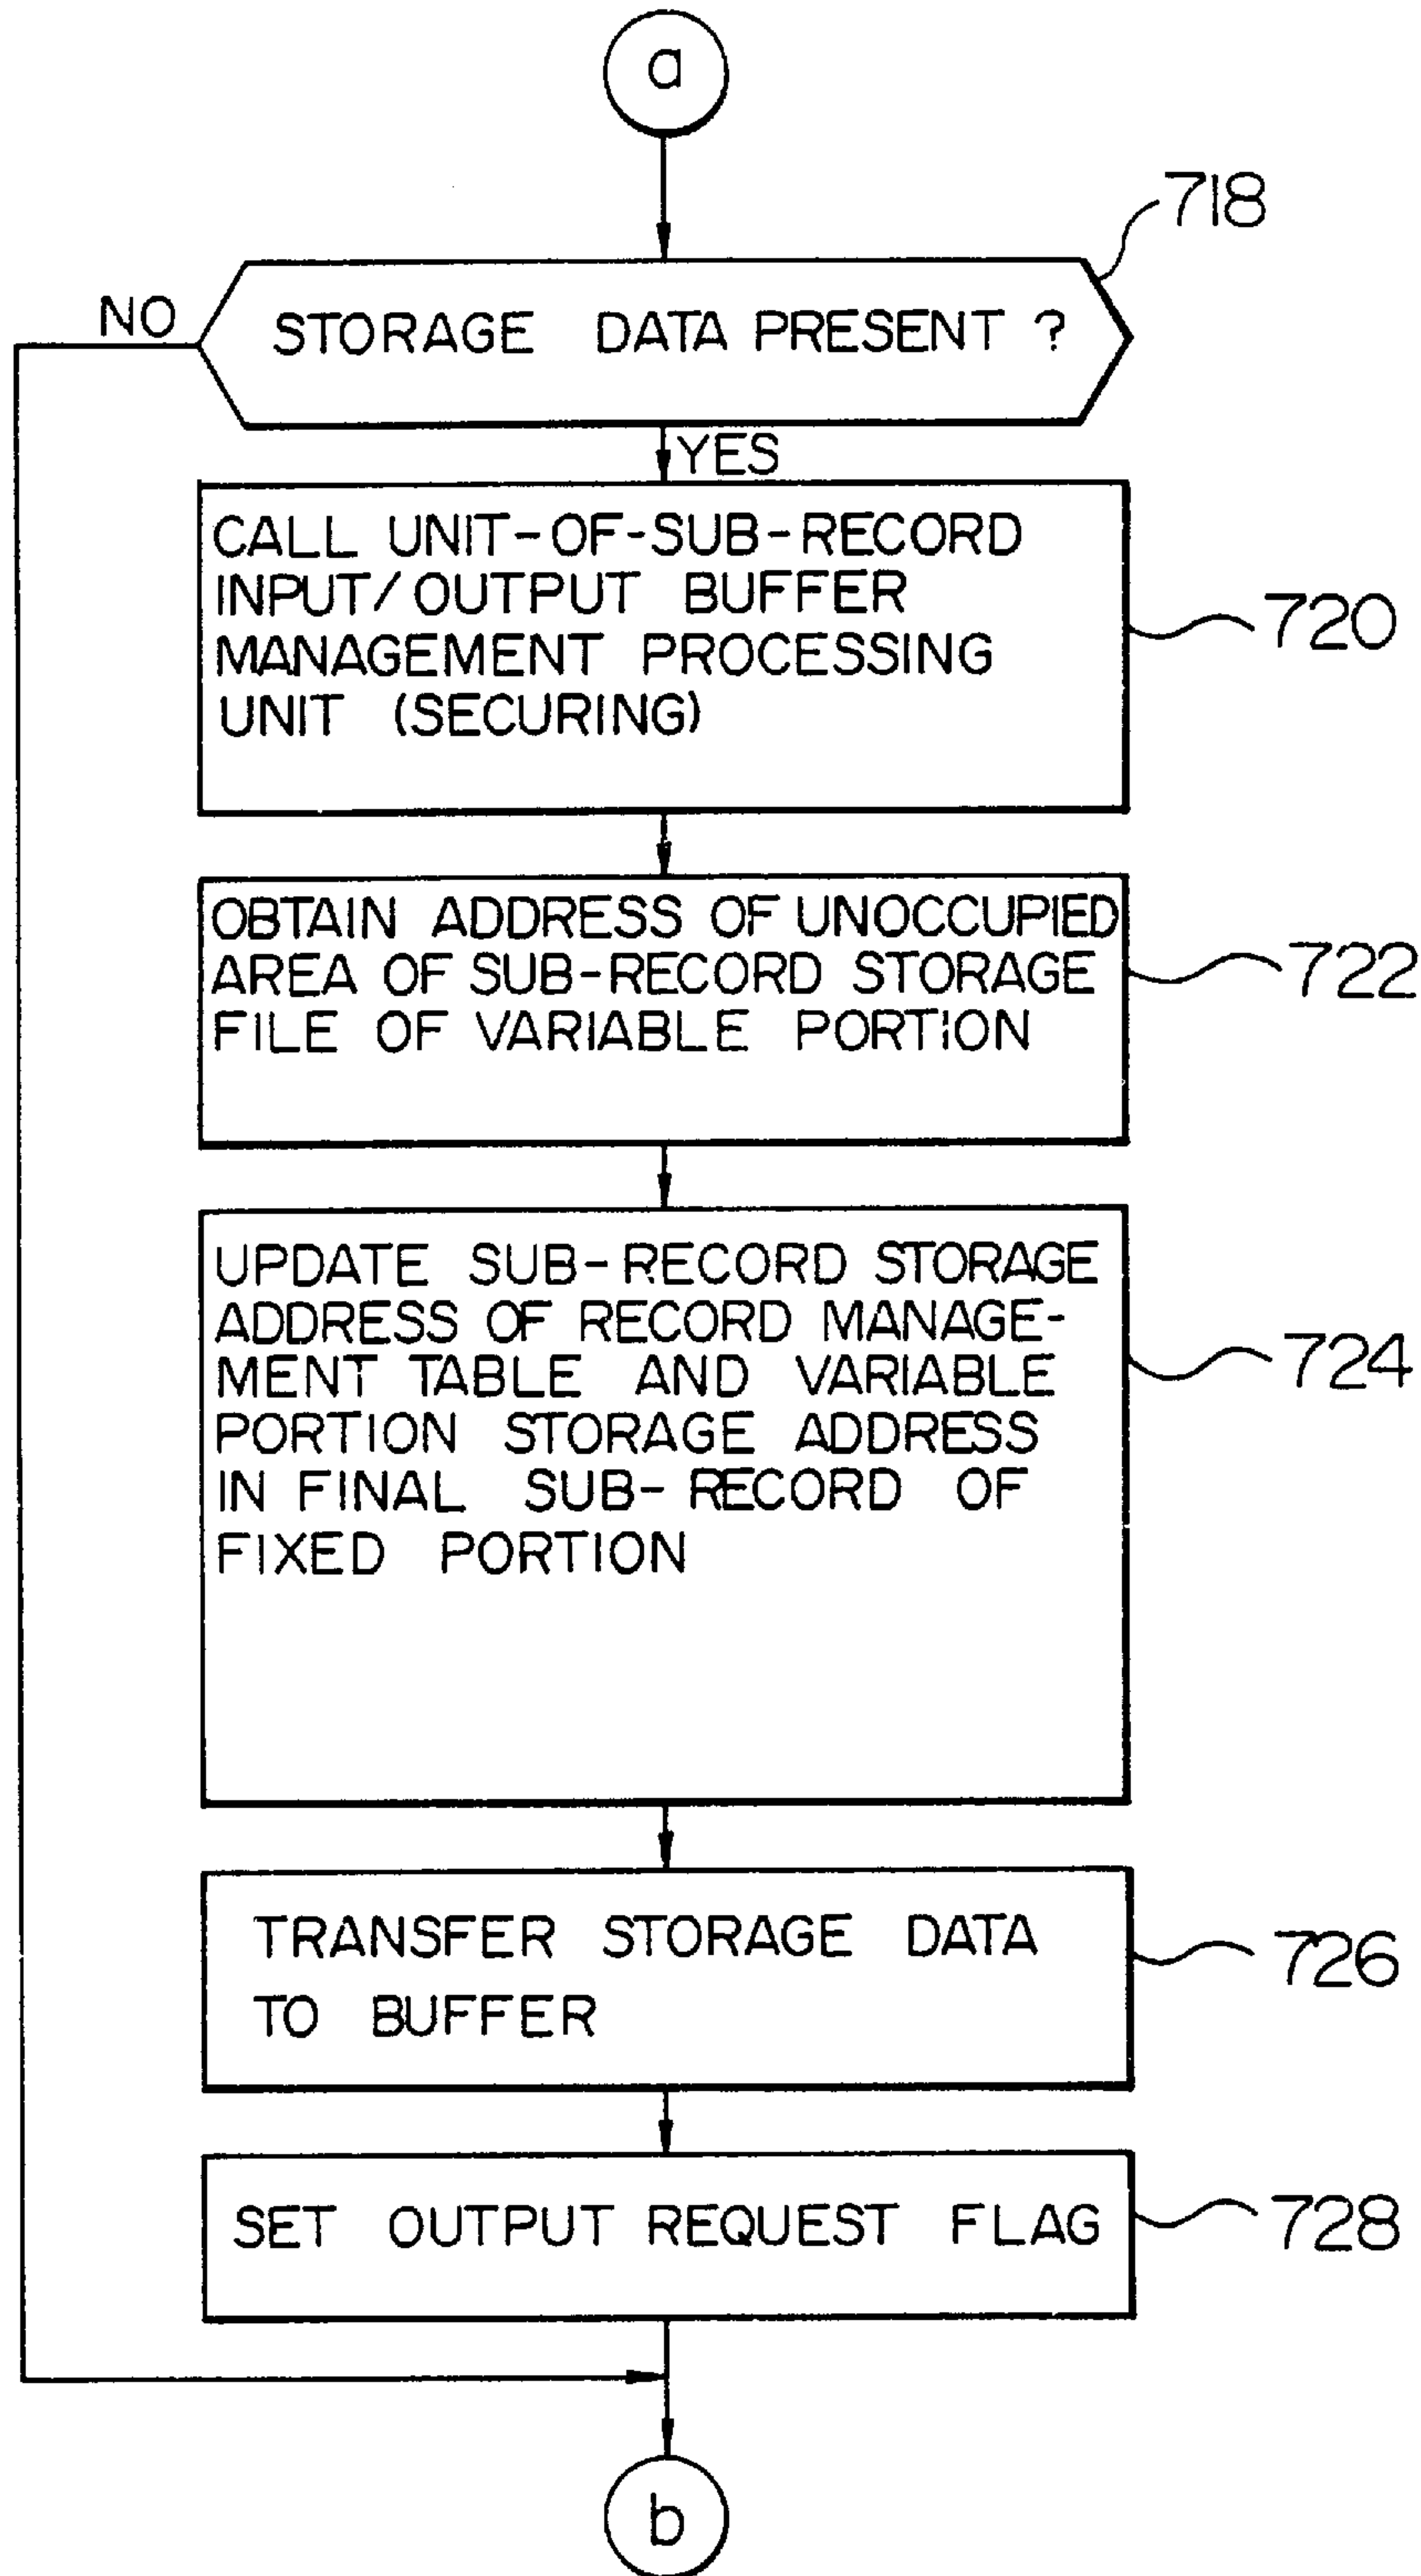 a
718
NO
STORAGE DATA PRESENT ?
YES
CALL UNIT-OF-SUB-RECORD
INPUT/OUTPUT BUFFER
MANAGEMENT PROCESSING
UNIT (SECURING)
720
OBTAIN ADDRESS OF UNOCCUPIED
AREA OF SUB-RECORD STORAGE
FILE OF VARIABLE PORTION
722
UPDATE SUB-RECORD STORAGE
ADDRESS OF RECORD MANAGE-
MENT TABLE AND VARIABLE
PORTION STORAGE ADDRESS
IN FINAL SUB-RECORD OF
FIXED PORTION
724
TRANSFER STORAGE DATA
TO BUFFER
726
SET OUTPUT REQUEST FLAG
728
b